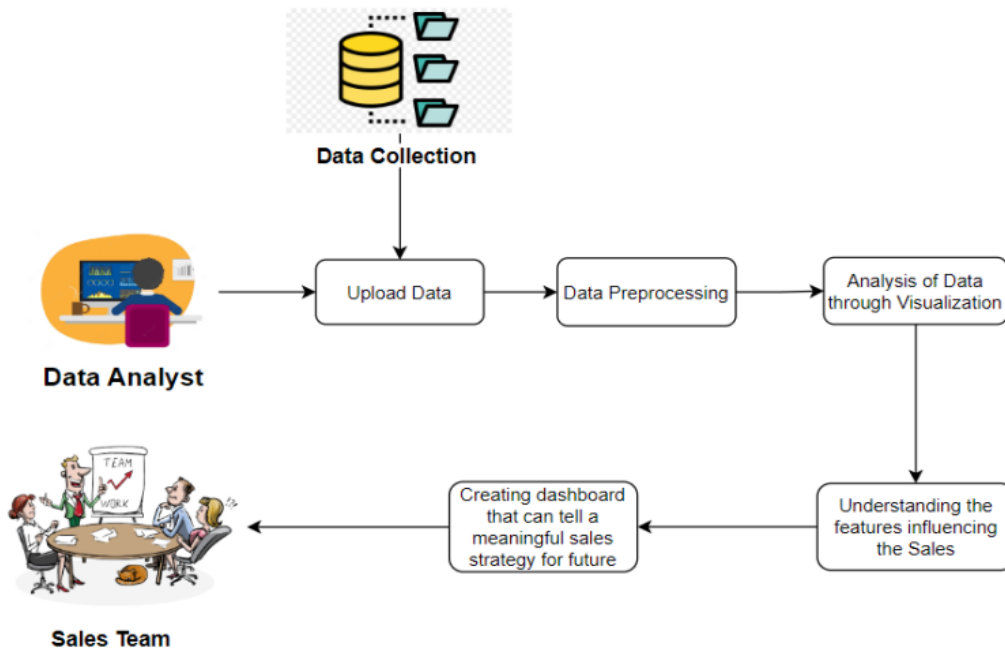 Data Collection
Upload Data
Data Preprocessing
Analysis of Data
through Visualization
Data Analyst
TEAM
WORK
Creating dashboard
that can tell a
meaningful sales
strategy for future
Understanding the
features influencing
the Sales
Sales Team